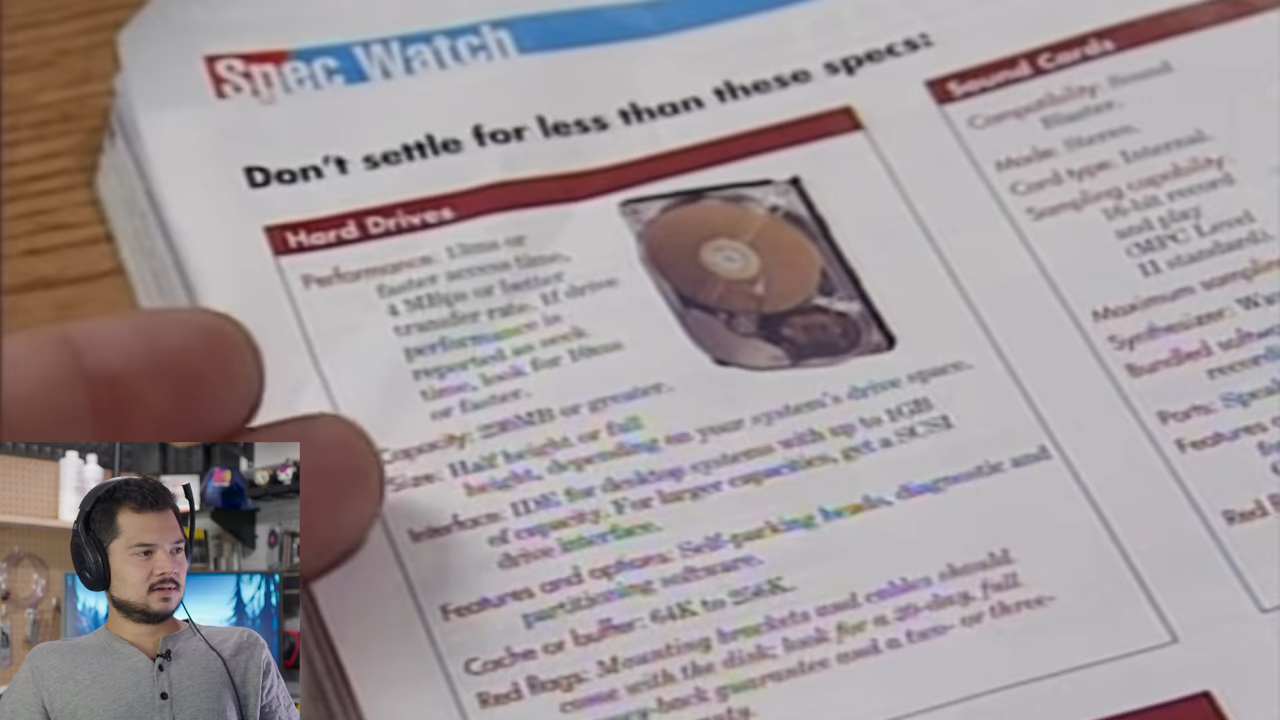 Spec Watch
Don't settle for less than these specs:
Hard Drives
Performance: 12ms or
faster access time,
4 MBps or better
transfer rate. If drive
performance is
reported as seek
time, look for 10ms
or faster.
Capacity: 200MB or greater.
Size: Half height or full
height, depending on your system's drive space.
Interface: IDE for desktop systems with up to 1GB
of capacity. For larger capacities, get a SCSI
drive interface.
Features and options: Self-parking heads, diagnostic and
partitioning software.
Cache or buffer: 64K to 256K.
Red flags: Mounting brackets and cables should
come with the disk; look for a 30-day, full
money-back guarantee and a two- or three-
Sound Cards
Compatibility: Sound
Blaster.
Mode: Stereo.
Card type: Internal.
Sampling capability:
16-bit record
and play
(MPC Level
II standard).
Maximum
Synthesizer:
Bundled
Ports:
Features
Red